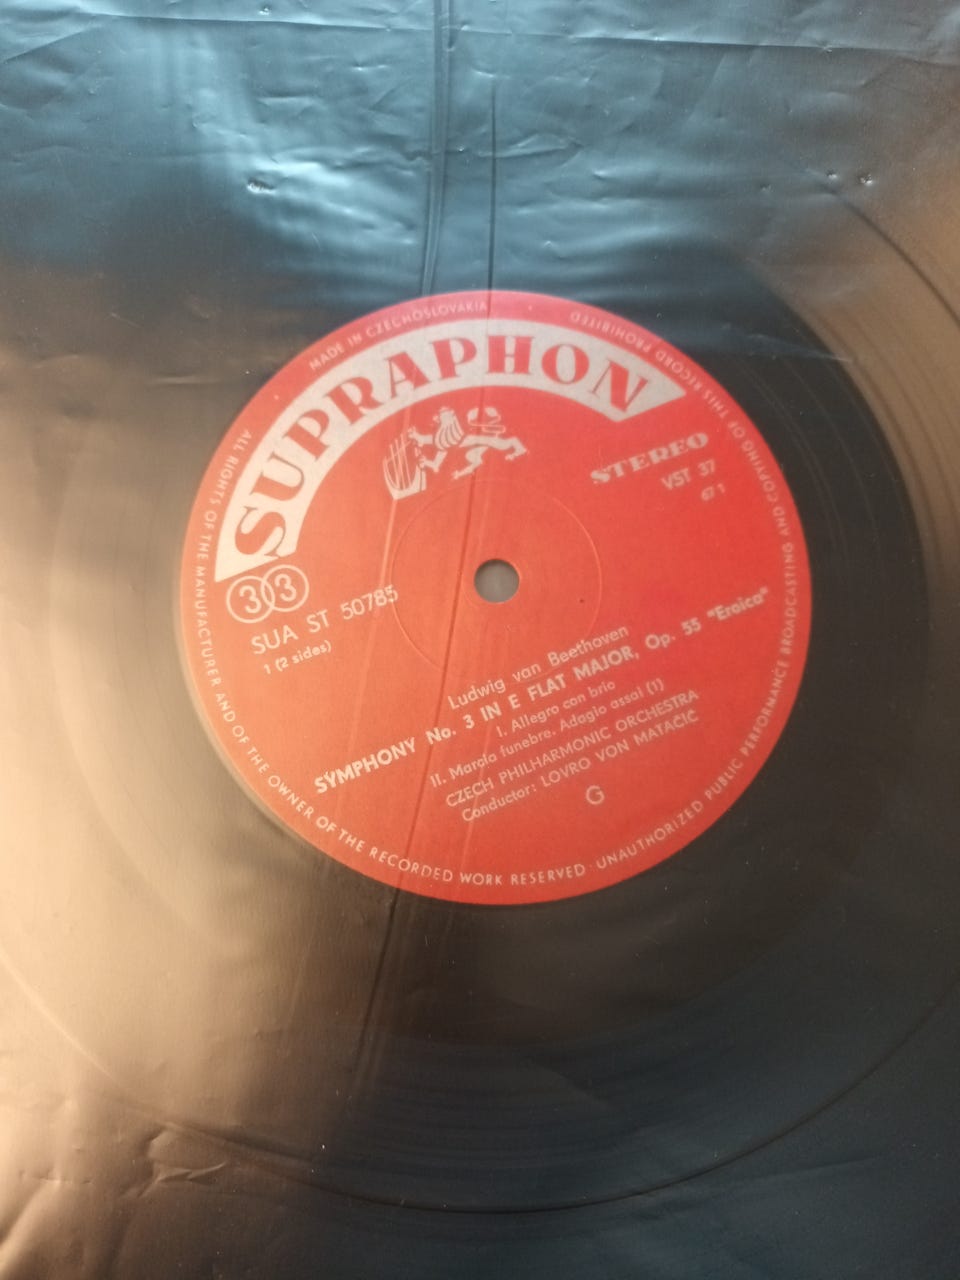 MADE IN CZECHOSLOVAKIA
SUPRAPHON
STEREO
VST 37
67 1
33
SUA ST 50785
1 (2 sides)
Ludwig van Beethoven
SYMPHONY No. 3 IN E FLAT MAJOR, Op. 55 "Eroica"
I. Allegro con brio
II. Marcia funebre. Adagio assai (1)
CZECH PHILHARMONIC ORCHESTRA
Conductor: LOVRO VON MATAČIĆ
G
ALL RIGHTS OF THE MANUFACTURER AND OF THE OWNER OF THE RECORDED WORK RESERVED · UNAUTHORIZED PUBLIC PERFORMANCE BROADCASTING AND COPYING OF THIS RECORD PROHIBITED